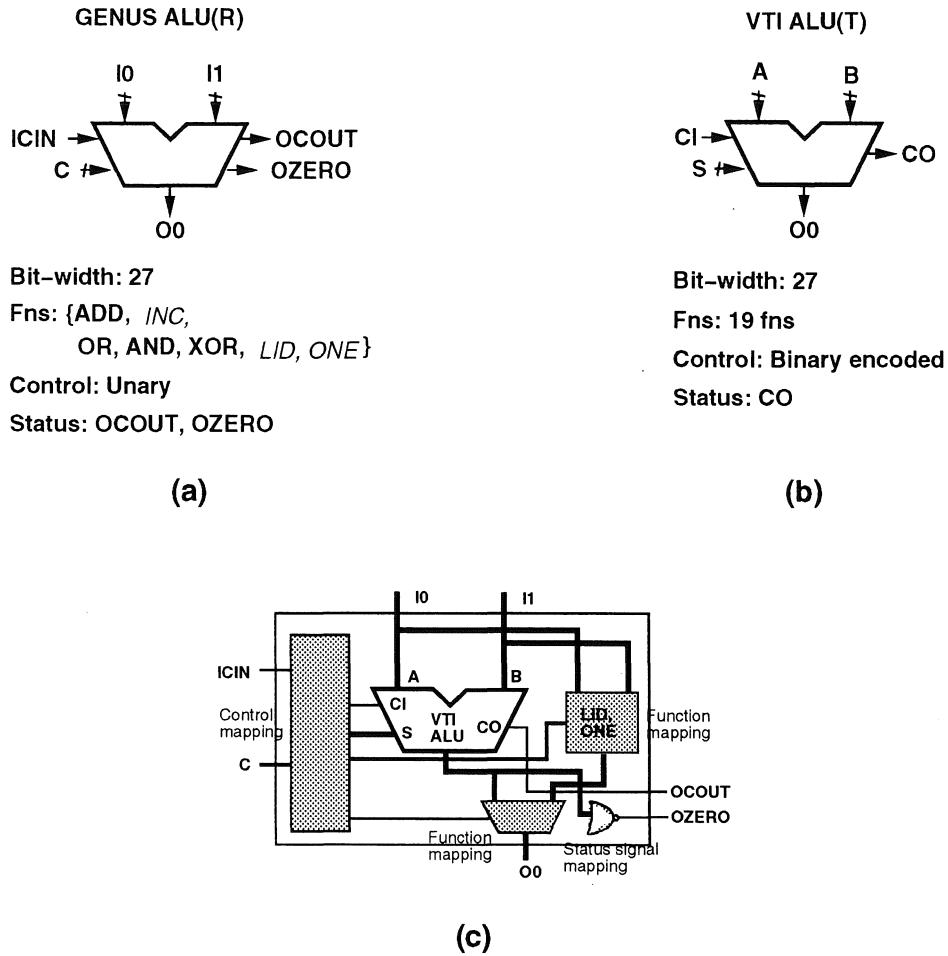 GENUS ALU(R)
I0
I1
ICIN
C
OCOUT
OZERO
O0
Bit-width: 27
Fns: {ADD, INC,
OR, AND, XOR, LID, ONE}
Control: Unary
Status: OCOUT, OZERO
(a)
VTI ALU(T)
A
B
CI
S
CO
O0
Bit-width: 27
Fns: 19 fns
Control: Binary encoded
Status: CO
(b)
I0
I1
ICIN
Control
mapping
C
A
B
CI
S
VTI
ALU
CO
LID,
ONE
Function
mapping
OCOUT
OZERO
Function
mapping
Status signal
mapping
O0
(c)